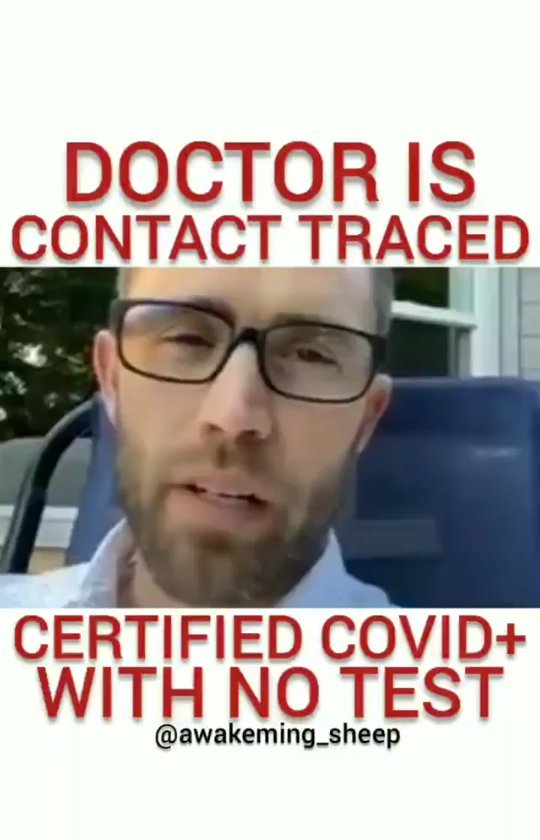 DOCTOR IS
CONTACT TRACED
CERTIFIED COVID+
WITH NO TEST
@awakeming_sheep